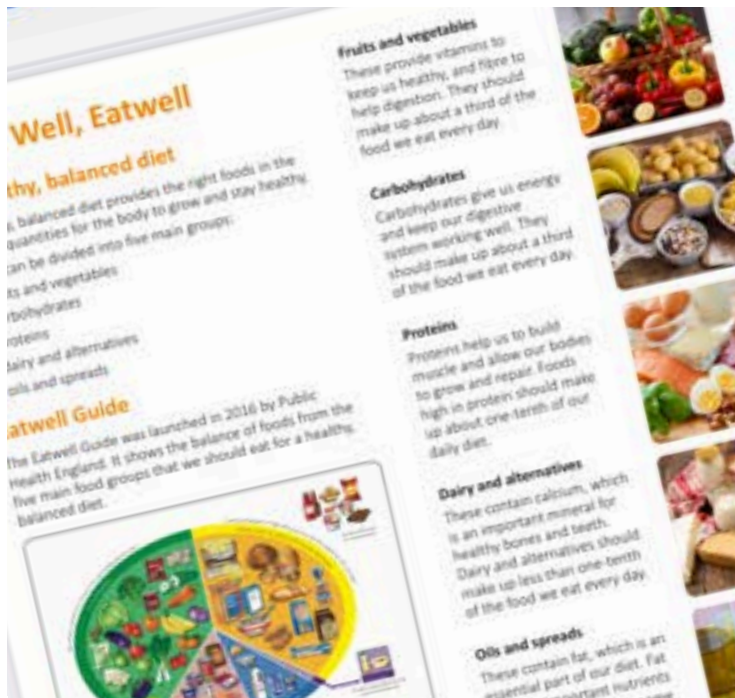 Well, Eatwell
thy, balanced diet
, balanced diet provides the right foods in the
quantities for the body to grow and stay healthy.
can be divided into five main groups:
ts and vegetables
rbohydrates
roteins
dairy and alternatives
oils and spreads
atwell Guide
The Eatwell Guide was launched in 2016 by Public
Health England. It shows the balance of foods from the
five main food groups that we should eat for a healthy,
balanced diet.
Fruits and vegetables
These provide vitamins to
keep us healthy, and fibre to
help digestion. They should
make up about a third of the
food we eat every day.
Carbohydrates
Carbohydrates give us energy
and keep our digestive
system working well. They
should make up about a third
of the food we eat every day.
Proteins
Proteins help us to build
muscle and allow our bodies
to grow and repair. Foods
high in protein should make
up about one-tenth of our
daily diet.
Dairy and alternatives
These contain calcium, which
is an important mineral for
healthy bones and teeth.
Dairy and alternatives should
make up less than one-tenth
of the food we eat every day.
Oils and spreads
These contain fat, which is an
essential part of our diet. Fat
important nutrients